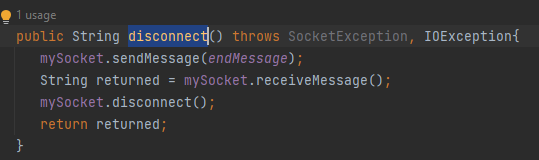 1 usage
public String disconnect() throws SocketException, IOException{
mySocket.sendMessage(endMessage);
String returned = mySocket.receiveMessage();
mySocket.disconnect();
return returned;
}